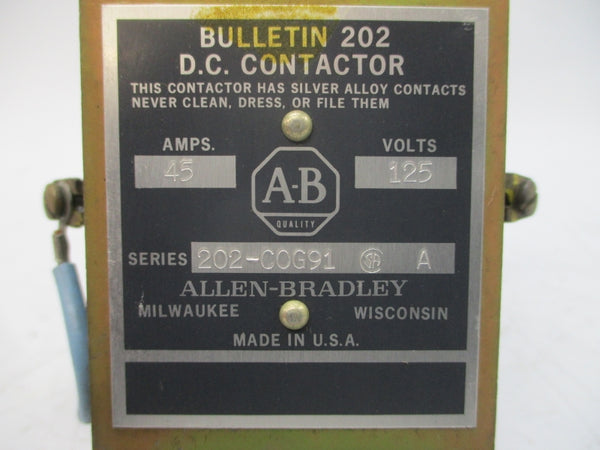 BULLETIN 202
D.C. CONTACTOR
THIS CONTACTOR HAS SILVER ALLOY CONTACTS
NEVER CLEAN, DRESS, OR FILE THEM
AMPS. VOLTS
45 125
A-B
QUALITY
SERIES 202-COG91 SA A
ALLEN-BRADLEY
MILWAUKEE WISCONSIN
MADE IN U.S.A.